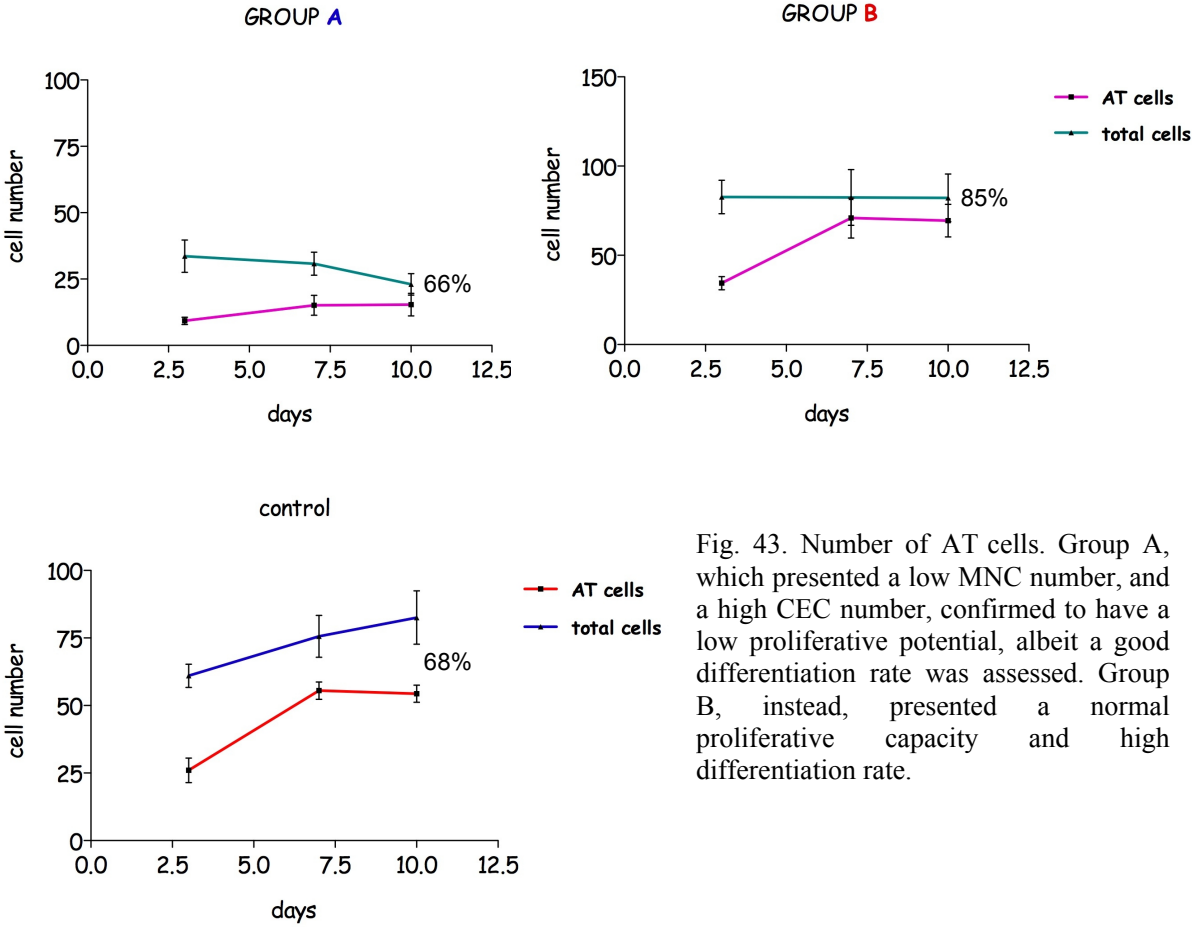 GROUP A
100
75
50
25
0
cell number
66%
0.0 2.5 5.0 7.5 10.0 12.5
days
GROUP B
150
100
50
0
cell number
85%
0.0 2.5 5.0 7.5 10.0 12.5
days
AT cells
total cells
control
100
75
50
25
0
cell number
68%
0.0 2.5 5.0 7.5 10.0 12.5
days
AT cells
total cells
Fig. 43. Number of AT cells. Group A,
which presented a low MNC number, and
a high CEC number, confirmed to have a
low proliferative potential, albeit a good
differentiation rate was assessed. Group
B, instead, presented a normal
proliferative capacity and high
differentiation rate.